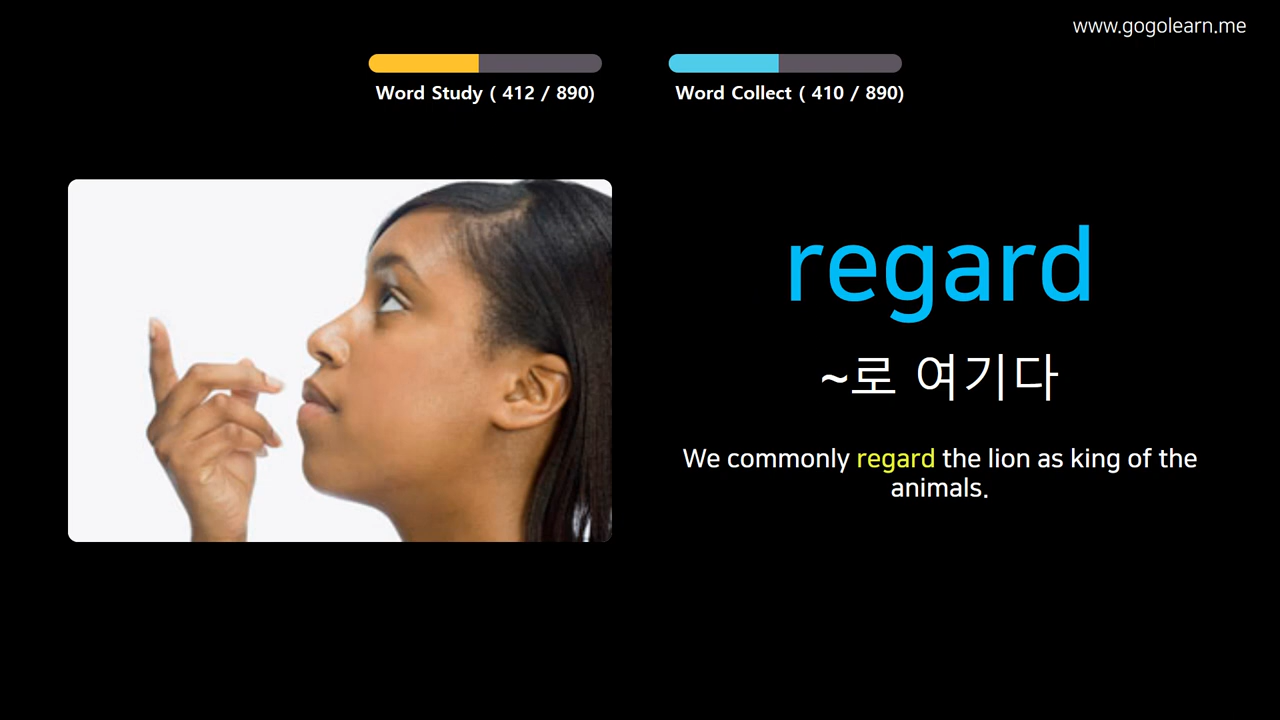 www.gogolearn.me
Word Study ( 412 / 890)
Word Collect ( 410 / 890)
regard
~로 여기다
We commonly regard the lion as king of the
animals.